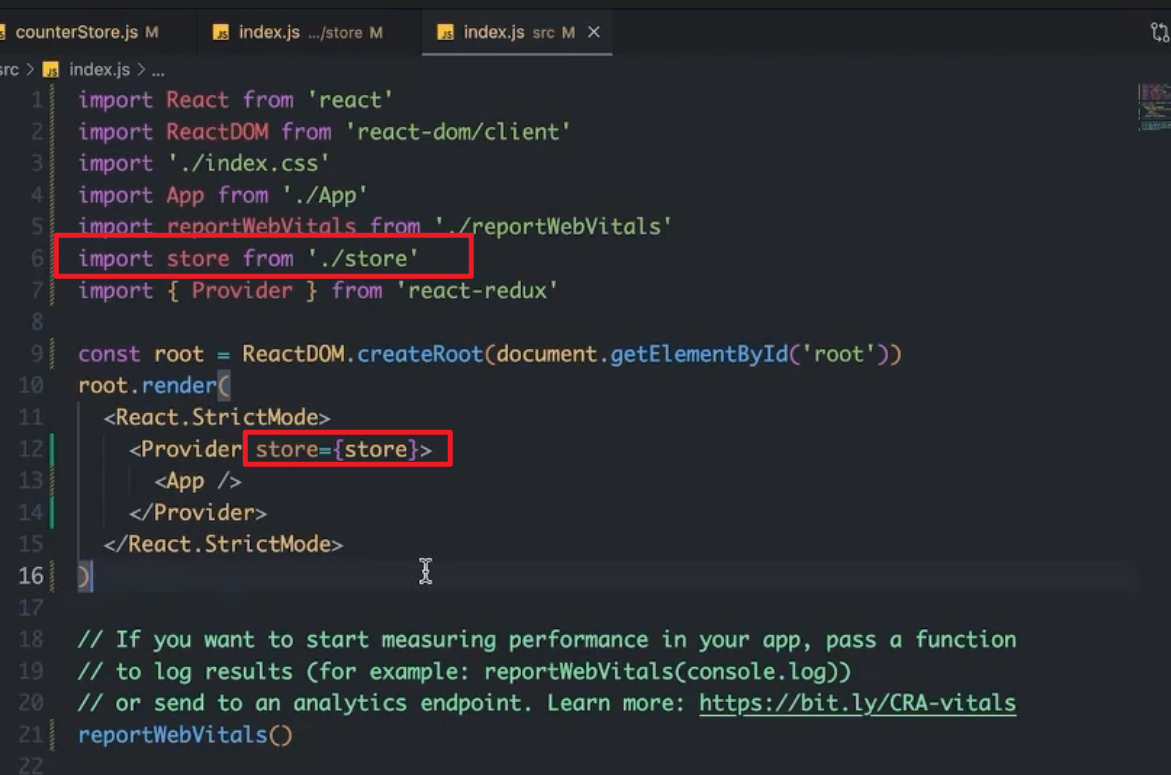 counterStore.js M
index.js .../store M
index.js src M
src > index.js > ...
1 import React from 'react'
2 import ReactDOM from 'react-dom/client'
3 import './index.css'
4 import App from './App'
5 import reportWebVitals from './reportWebVitals'
6 import store from './store'
7 import { Provider } from 'react-redux'
8
9 const root = ReactDOM.createRoot(document.getElementById('root'))
10 root.render(
11 <React.StrictMode>
12 <Provider store={store}>
13 <App />
14 </Provider>
15 </React.StrictMode>
16 )
17
18 // If you want to start measuring performance in your app, pass a function
19 // to log results (for example: reportWebVitals(console.log))
20 // or send to an analytics endpoint. Learn more: https://bit.ly/CRA-vitals
21 reportWebVitals()
22